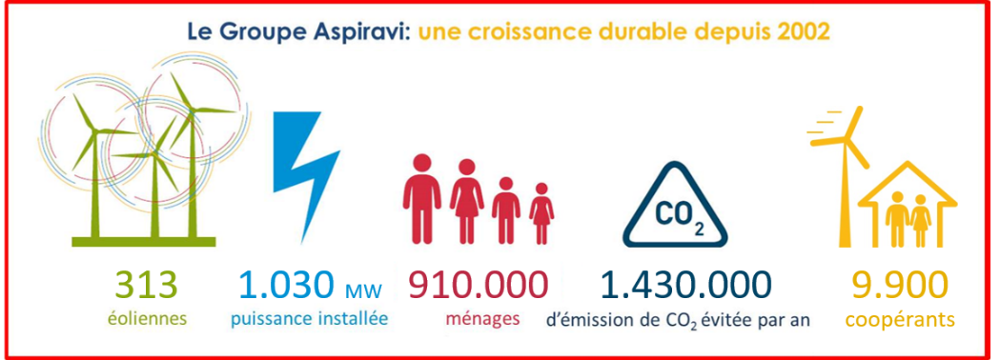 Le Groupe Aspiravi: une croissance durable depuis 2002
CO₂
313
éoliennes
1.030 MW
puissance installée
910.000
ménages
1.430.000
d'émission de CO₂ évitée par an
9.900
coopérants